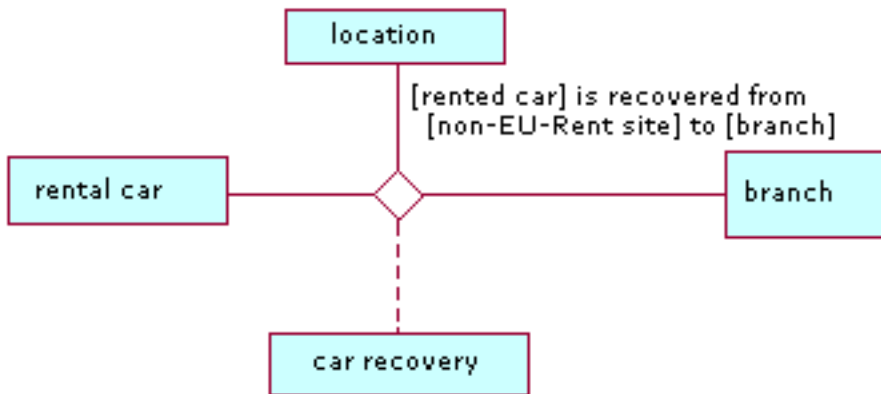 location
[rented car] is recovered from
[non-EU-Rent site] to [branch]
rental car
branch
car recovery